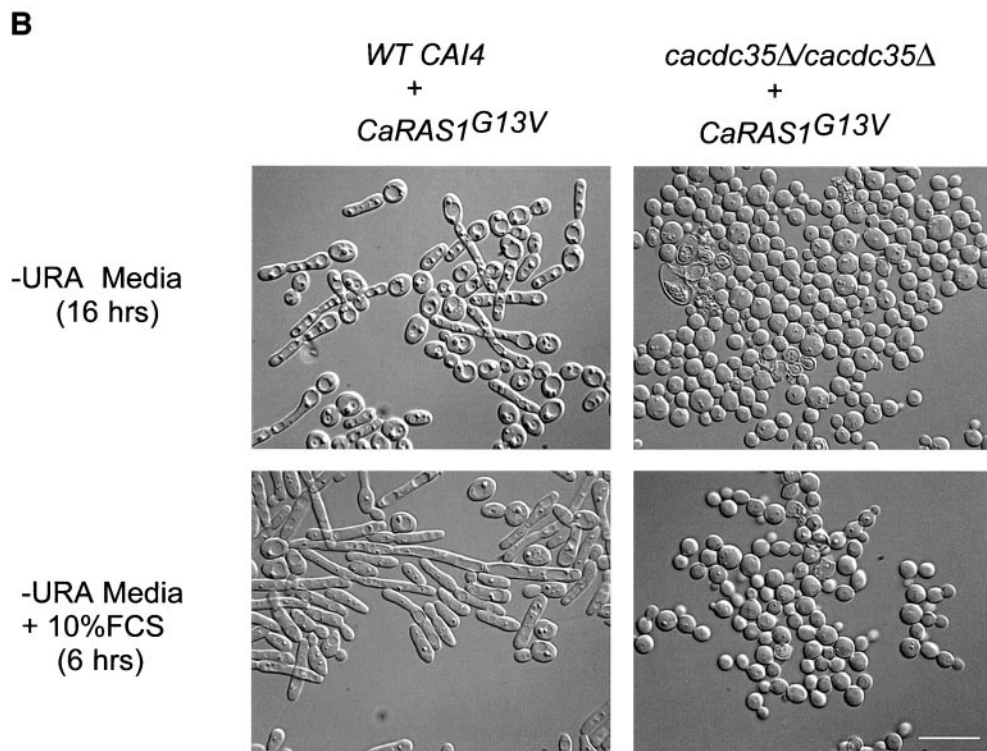 B
WT CAI4
+
CaRAS1G13V
cacdc35Δ/cacdc35Δ
+
CaRAS1G13V
-URA Media
(16 hrs)
-URA Media
+ 10%FCS
(6 hrs)